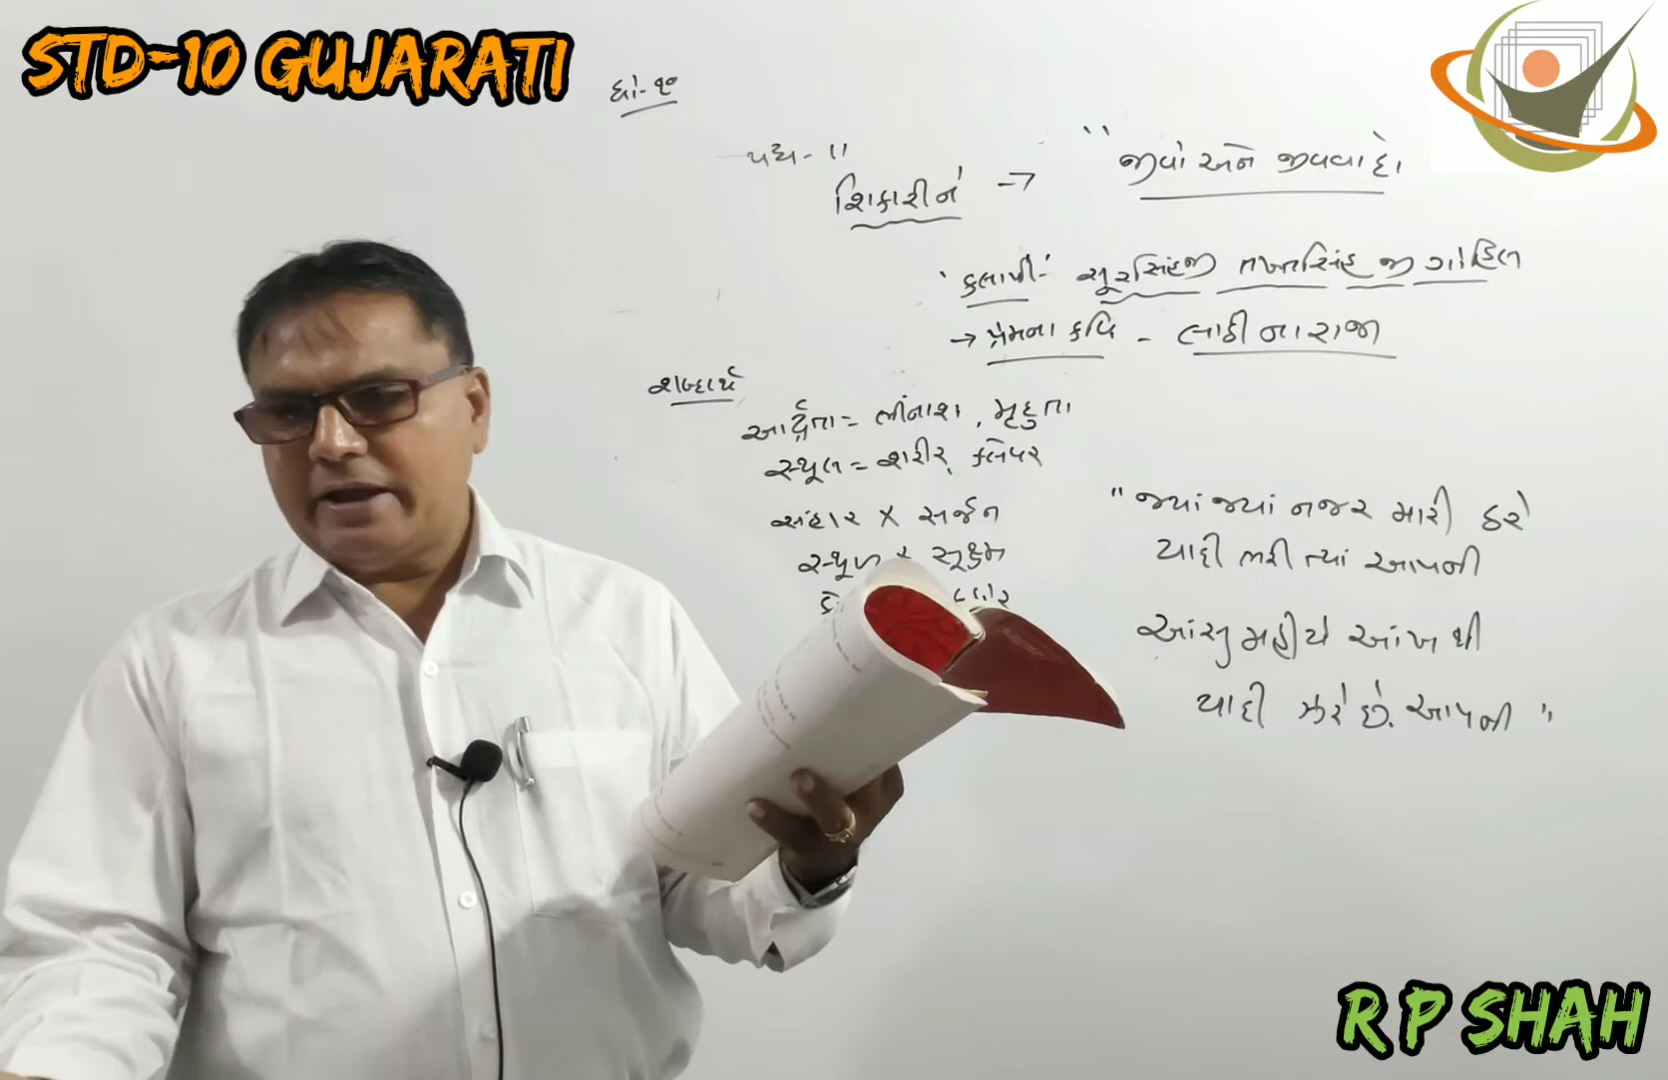 STD-10 GUJARATI
ધો-૧૦
પદ્ય - 11
શિકારીને → "જીવો અને જીવવા દો
'કલાપી' સૂરસિંહજી તખ્તસિંહજી ગોહિલ
→ પ્રેમના કવિ - લાઠી ના રાજા
શબ્દાર્થ
આર્દ્રતા = ભીનાશ, મૃદુતા
સ્થૂલ = શરીર, કલેવર
સંહાર X સર્જન
સ્થૂળ x સૂક્ષ્મ
"જ્યાં જ્યાં નજર મારી ઠરે
યાદી ભરી ત્યાં આપની
આંસુ મહીંયે આંખ થી
યાદી ઝરે છે. આપની"
R P SHAH